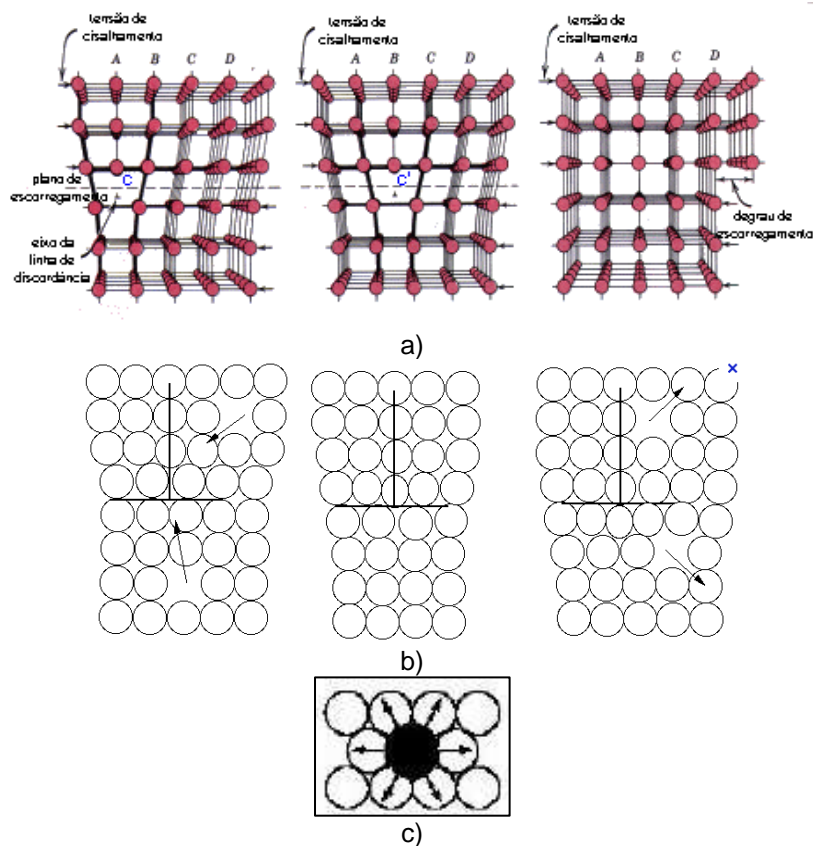 tensão de
cisalhamento
A B C D
plano de
escorregamento
C
eixo da
linha de
discordância
tensão de
cisalhamento
A B C D
C'
tensão de
cisalhamento
A B C D
degrau de
escorregamento
a)
×
b)
c)